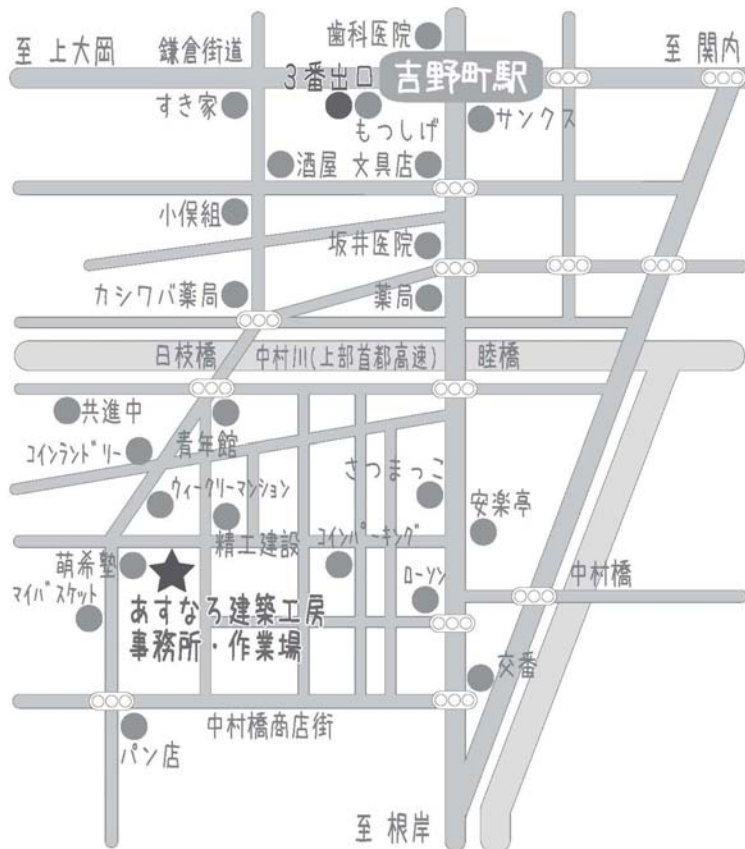 歯科医院
至 上大岡
鎌倉街道
至 関内
3番出口
吉野町駅
すき家
もつしげ
サンクス
酒屋
文具店
小俣組
坂井医院
カシワバ薬局
薬局
日枝橋
中村川(上部首都高速)
睦橋
共進中
青年館
コインランドリー
さつまっこ
ウィークリーマンション
安楽亭
精工建設
コインパーキング
萌希塾
ローソン
中村橋
マイバスケット
あすなろ建築工房
事務所・作業場
交番
中村橋商店街
パン店
至 根岸